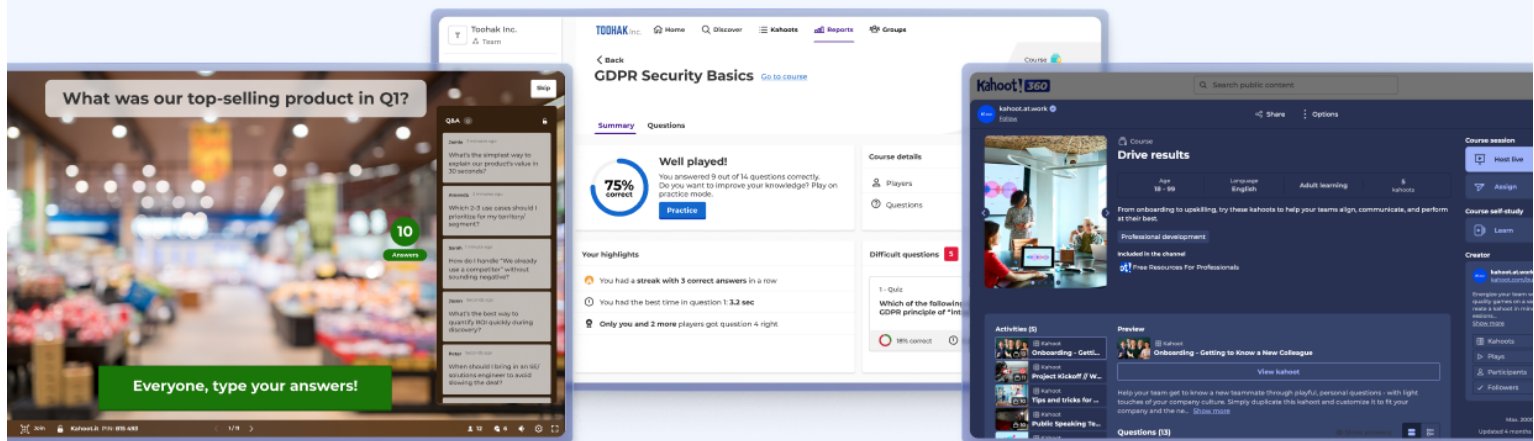 What was our top-selling product in Q1?
Skip
Q&A
Jamie
What's the simplest way to
explain our product's value in
30 seconds?
Amanda
Which 2-3 use cases should I
prioritize for my territory/
segment?
Sarah
How do I handle "We already
use a competitor" without
sounding negative?
What's the best way to
quantify ROI quickly during
discovery?
Peter
When should I bring in an SE/
solutions engineer to avoid
slowing the deal?
10
Answers
Everyone, type your answers!
Join
Kahoot.it PIN: 815 493
1/11
12
6
T
Toohak Inc.
Team
TOOHAK Inc.
Home
Discover
Kahoots
Reports
Groups
Back
Course
GDPR Security Basics
Go to course
Summary
Questions
75%
correct
Well played!
You answered 9 out of 14 questions correctly.
Do you want to improve your knowledge? Play on
practice mode.
Practice
Course details
Players
Questions
Your highlights
You had a streak with 3 correct answers in a row
You had the best time in question 1: 3.2 sec
Only you and 2 more players got question 4 right
Difficult questions
5
1 - Quiz
Which of the following
GDPR principle of "int
18% correct
Kahoot! 360
Search public content
kahoot.at.work
Follow
Share
Options
Course
Drive results
Age
18 - 99
Language
English
Adult learning
5
kahoots
From onboarding to upskilling, try these kahoots to help your teams align, communicate, and perform
at their best.
Professional development
Included in the channel
Free Resources For Professionals
Course session
Host live
Assign
Course self-study
Learn
Creator
kahoot.at.work
Energize your team w
Show more
Kahoots
Plays
Participants
Followers
Updated 4 months
Activities (5)
Kahoot
Onboarding - Getti...
Kahoot
Project Kickoff // W...
Kahoot
Tips and tricks for ...
Kahoot
Public Speaking Te...
Preview
Kahoot
Onboarding - Getting to Know a New Colleague
View kahoot
Help your team get to know a new teammate through playful, personal questions - with light
touches of your company culture. Simply duplicate this kahoot and customize it to fit your
company and the ne... Show more
Questions (13)